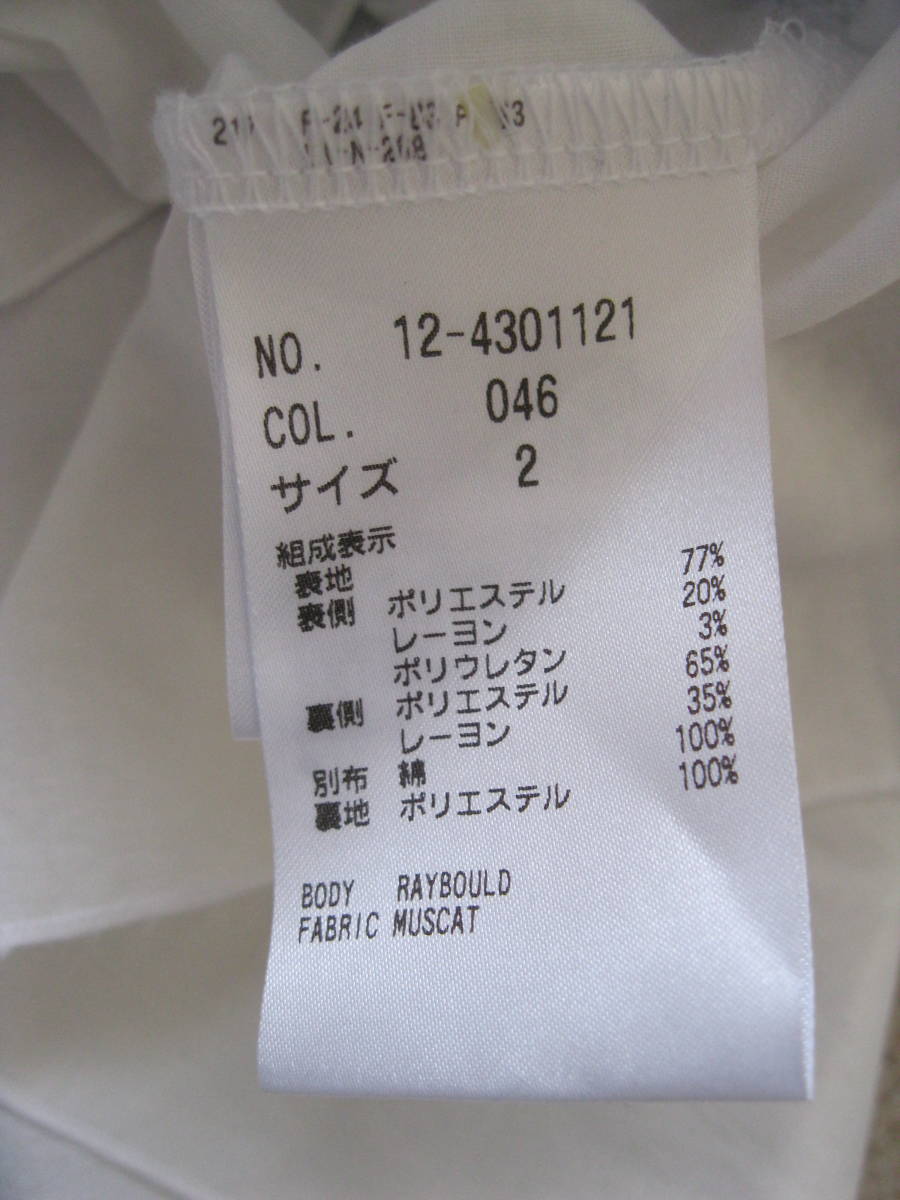 NO. 12-4301121
COL. 046
サイズ 2
組成表示
表地
表側 ポリエステル 77%
レーヨン 20%
ポリウレタン 3%
裏側 ポリエステル 65%
レーヨン 35%
別布 綿 100%
裏地 ポリエステル 100%
BODY RAYBOULD
FABRIC MUSCAT